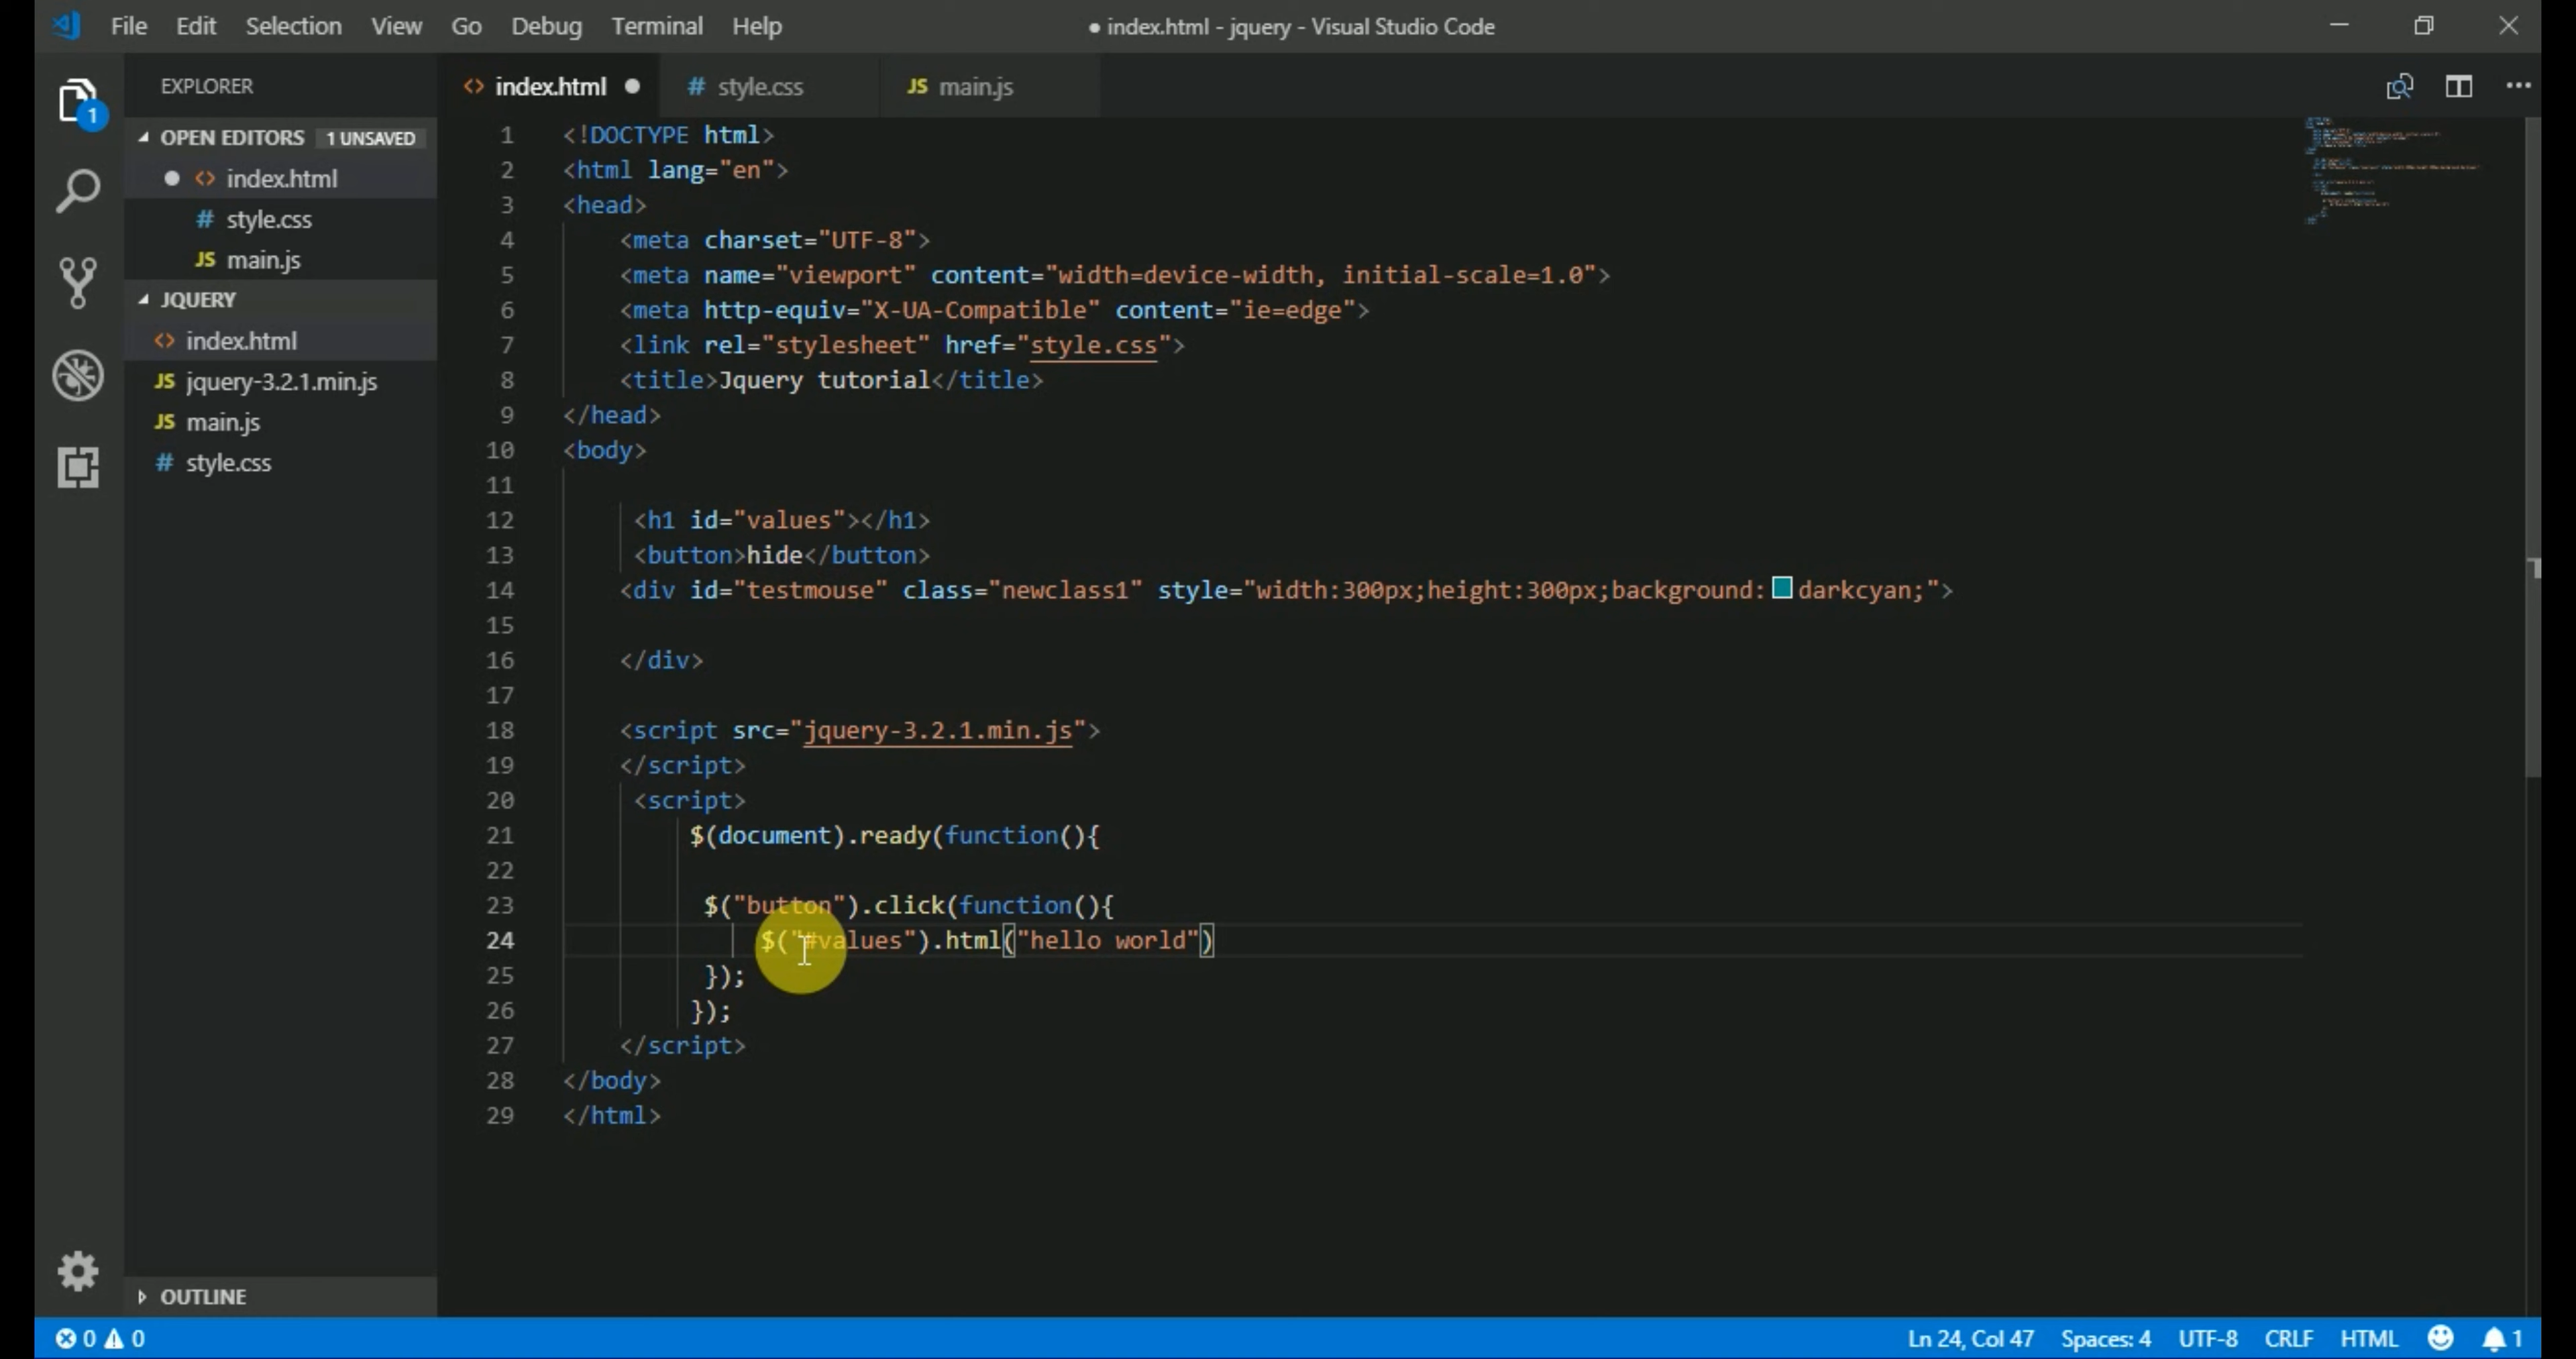 File Edit Selection View Go Debug Terminal Help
● index.html - jquery - Visual Studio Code
EXPLORER
OPEN EDITORS 1 UNSAVED
<> index.html
# style.css
JS main.js
JQUERY
<> index.html
JS jquery-3.2.1.min.js
JS main.js
# style.css
OUTLINE
1
<> index.html ● # style.css JS main.js
1 <!DOCTYPE html>
2 <html lang="en">
3 <head>
4 <meta charset="UTF-8">
5 <meta name="viewport" content="width=device-width, initial-scale=1.0">
6 <meta http-equiv="X-UA-Compatible" content="ie=edge">
7 <link rel="stylesheet" href="style.css">
8 <title>Jquery tutorial</title>
9 </head>
10 <body>
11
12 <h1 id="values"></h1>
13 <button>hide</button>
14 <div id="testmouse" class="newclass1" style="width:300px;height:300px;background:darkcyan;">
15
16 </div>
17
18 <script src="jquery-3.2.1.min.js">
19 </script>
20 <script>
21 $(document).ready(function(){
22
23 $("button").click(function(){
24 $("#values").html("hello world")
25 });
26 });
27 </script>
28 </body>
29 </html>
0 0
Ln 24, Col 47 Spaces: 4 UTF-8 CRLF HTML 1